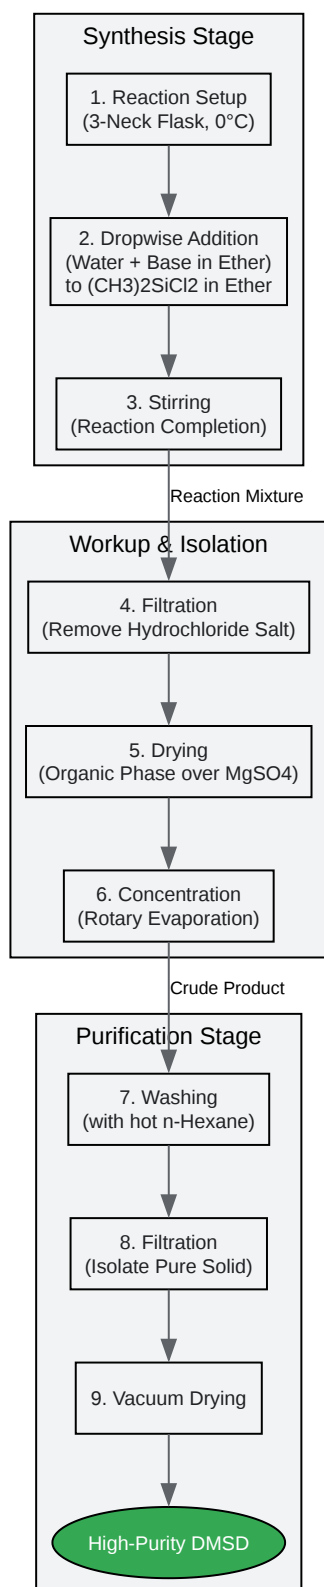 Synthesis Stage
1. Reaction Setup
(3-Neck Flask, 0°C)
2. Dropwise Addition
(Water + Base in Ether)
to (CH3)2SiCl2 in Ether
3. Stirring
(Reaction Completion)
Reaction Mixture
Workup & Isolation
4. Filtration
(Remove Hydrochloride Salt)
5. Drying
(Organic Phase over MgSO4)
6. Concentration
(Rotary Evaporation)
Crude Product
Purification Stage
7. Washing
(with hot n-Hexane)
8. Filtration
(Isolate Pure Solid)
9. Vacuum Drying
High-Purity DMSD